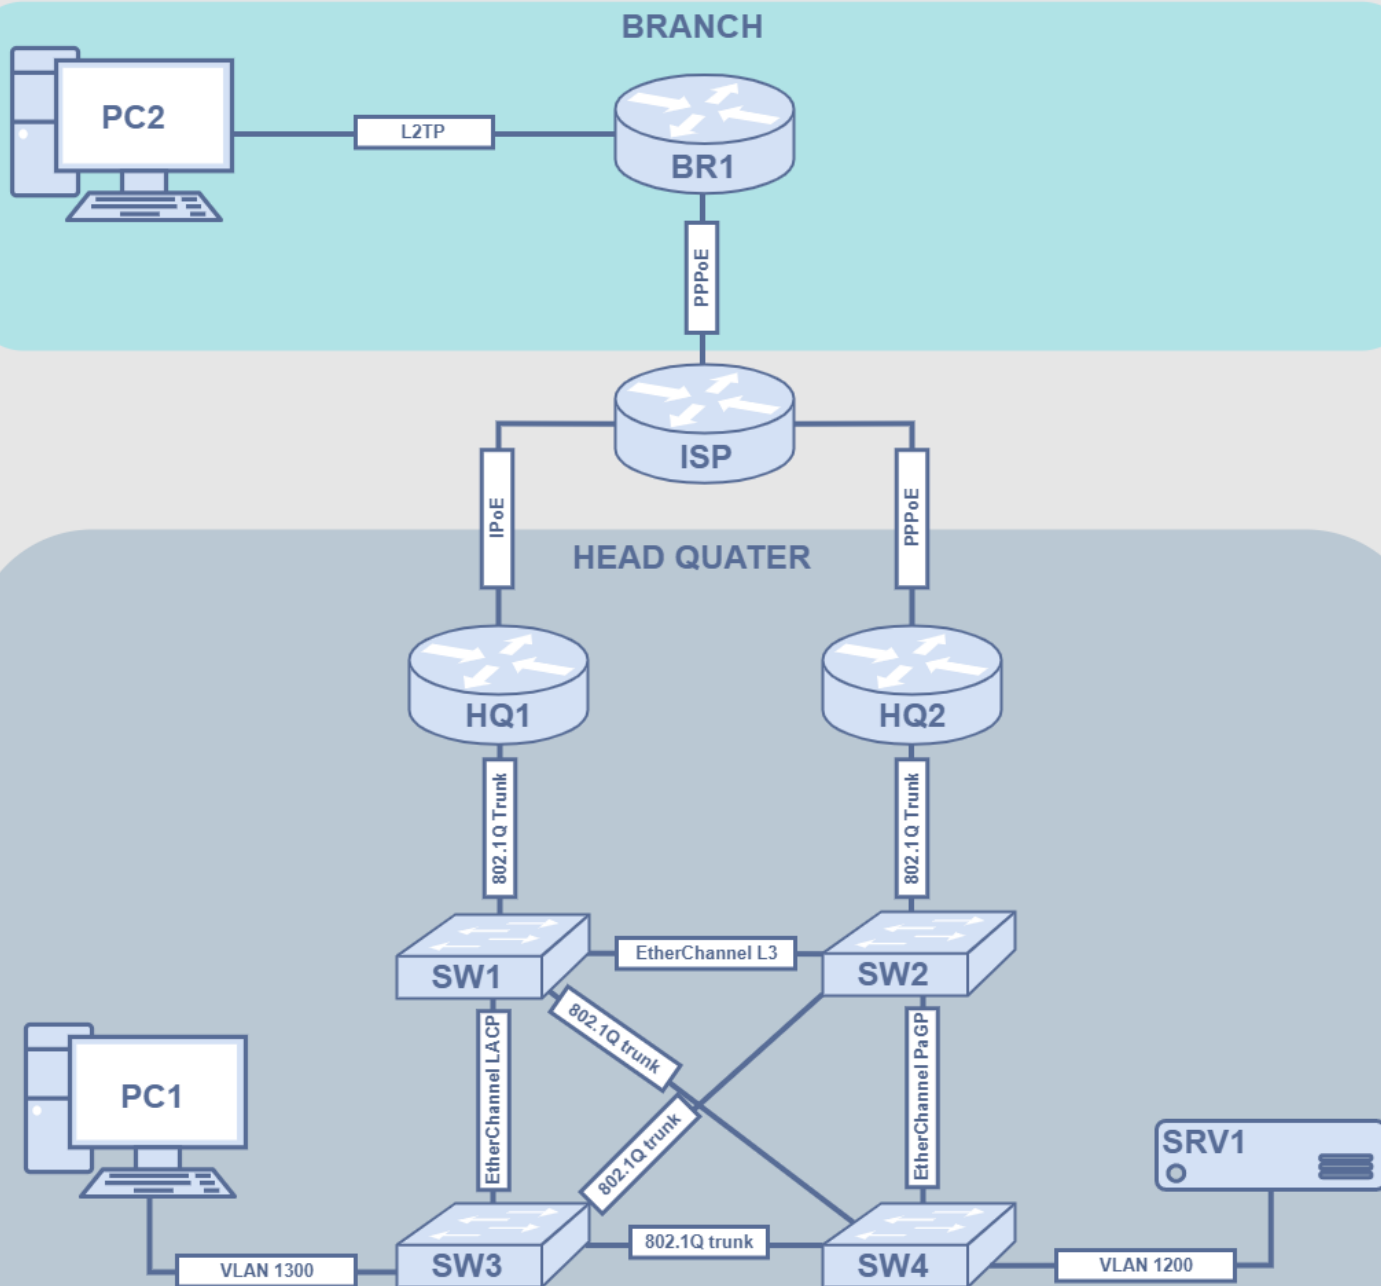 BRANCH
PC2
L2TP
BR1
PPPoE
ISP
IPoE
PPPoE
HEAD QUATER
HQ1
HQ2
802.1Q Trunk
802.1Q Trunk
SW1
EtherChannel L3
SW2
802.1Q trunk
EtherChannel LACP
EtherChannel PaGP
PC1
802.1Q trunk
SRV1
SW3
802.1Q trunk
SW4
VLAN 1300
VLAN 1200